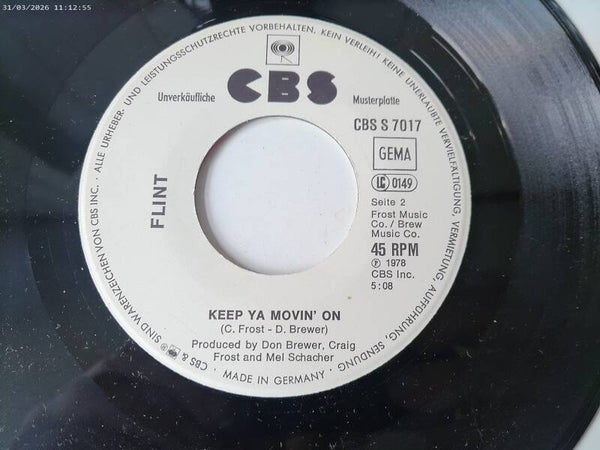 31/03/2026 11:12:55
ALLE URHEBER- UND LEISTUNGSSCHUTZRECHTE VORBEHALTEN. KEIN VERLEIH! KEINE UNERLAUBTE VERVIELFÄLTIGUNG, VERMIETUNG, AUFFÜHRUNG, SENDUNG
CBS
Unverkäufliche Musterplatte
CBS S 7017
GEMA
LC 0149
Seite 2
Frost Music
Co./ Brew
Music Co.
45 RPM
Ⓟ 1978
CBS Inc.
5:08
FLINT
KEEP YA MOVIN' ON
(C. Frost - D. Brewer)
Produced by Don Brewer, Craig
Frost and Mel Schacher
· MADE IN GERMANY ·
CBS & SIND WARENZEICHEN VON CBS INC. ·